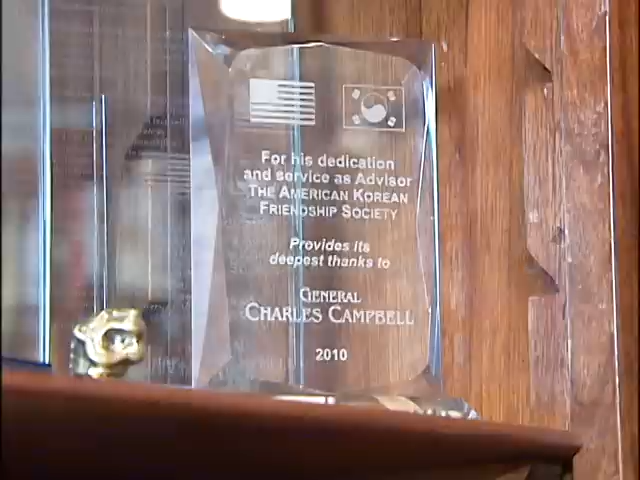 For his dedication
and service as Advisor
THE AMERICAN KOREAN
FRIENDSHIP SOCIETY
Provides its
deepest thanks to
GENERAL
CHARLES CAMPBELL
2010